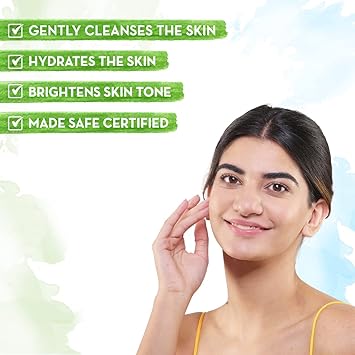 GENTLY CLEANSES THE SKIN
HYDRATES THE SKIN
BRIGHTENS SKIN TONE
MADE SAFE CERTIFIED